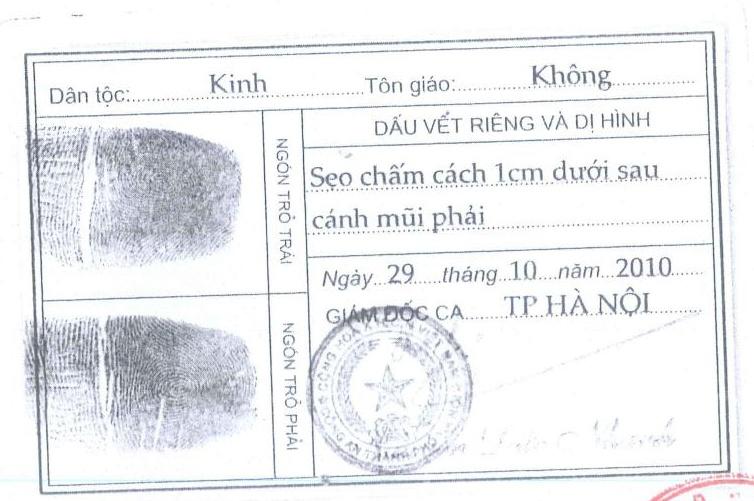 Dân tộc: Kinh Tôn giáo: Không
NGÓN TRỎ TRÁI
DẤU VẾT RIÊNG VÀ DỊ HÌNH
Sẹo chấm cách 1cm dưới sau
cánh mũi phải
Ngày 29 tháng 10 năm 2010
GIÁM ĐỐC CA TP HÀ NỘI
NGÓN TRỎ PHẢI